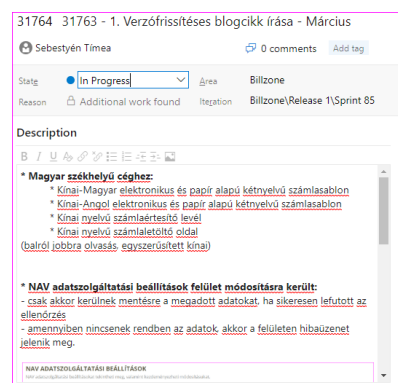 31764 31763 - 1. Verzófrissítéses blogcikk írása - Március
Sebestyén Tímea
0 comments
Add tag
State
In Progress
Area
Billzone
Reason
Additional work found
Iteration
Billzone\Release 1\Sprint 85
Description
B I U
* Magyar székhelyű céghez:
* Kínai-Magyar elektronikus és papír alapú kétnyelvű számlasablon
* Kínai-Angol elektronikus és papír alapú kétnyelvű számlasablon
* Kínai nyelvű számlaértesítő levél
* Kínai nyelvű számlaletöltő oldal
(balról jobbra olvasás, egyszerűsített kínai)
* NAV adatszolgáltatási beállítások felület módosításra került:
- csak akkor kerülnek mentésre a megadott adatokat, ha sikeresen lefutott az
ellenőrzés
- amennyiben nincsenek rendben az adatok, akkor a felületen hibaüzenet
jelenik meg.
NAV ADATSZOLGÁLTATÁSI BEÁLLÍTÁSOK